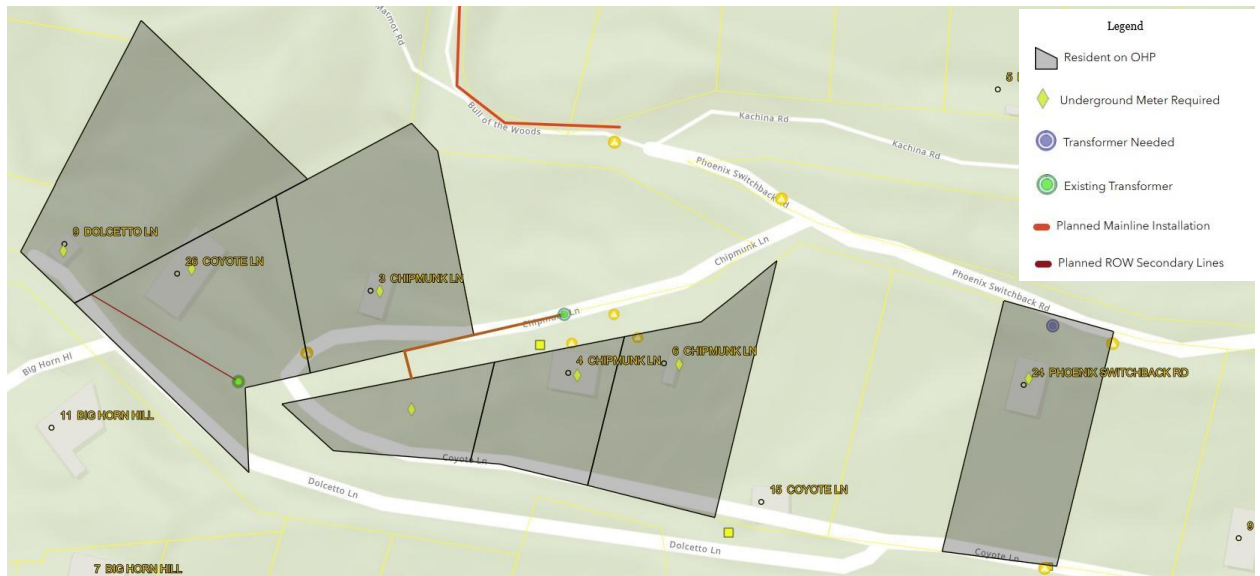 Marmot Rd
Bull of the Woods
Kachina Rd
Kachina Rd
Phoenix Switchback Rd
Chipmunk Ln
Phoenix Switchback Rd
9 DOLCETTO LN
26 COYOTE LN
3 CHIPMUNK LN
Chipmunk Ln
4 CHIPMUNK LN
6 CHIPMUNK LN
24 PHOENIX SWITCHBACK RD
Big Horn Hl
11 BIG HORN HILL
Coyote Ln
Dolcetto Ln
15 COYOTE LN
Dolcetto Ln
Coyote Ln
7 BIG HORN HILL
9
5
Legend
Resident on OHP
Underground Meter Required
Transformer Needed
Existing Transformer
Planned Mainline Installation
Planned ROW Secondary Lines